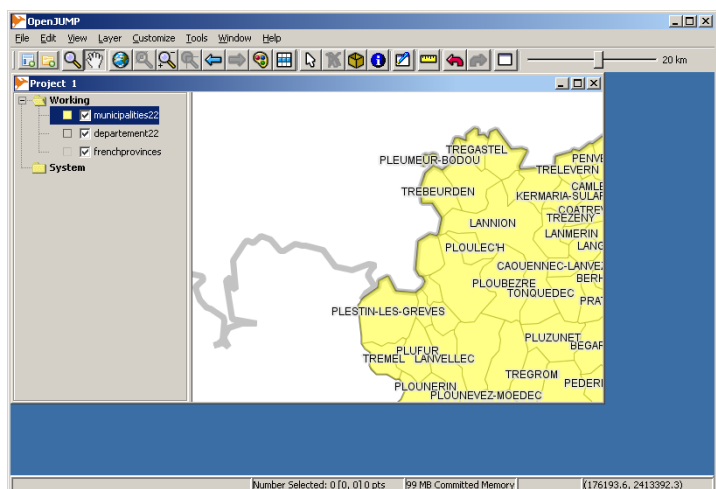 OpenJUMP
File Edit View Layer Customize Tools Window Help
20 km
Project 1
Working
municipalities22
departement22
frenchprovinces
System
TREGASTEL
PLEUMEUR-BODOU
PENVE
TRELEVERN
TREBEURDEN
CAMLE
KERMARIA-SULAR
COATRE
TREZENY
LANNION
LANMERIN
PLOULEC'H
LANG
CAOUENNEC-LANVE
PLOUBEZRE
BERH
TONQUEDEC
PRA
PLESTIN-LES-GREVES
PLUZUNET
BEGAR
PLUFUR
TREMEL
LANVELLEC
TREGROM
PLOUNERIN
PEDER
PLOUNEVEZ-MOEDEC
Number Selected: 0 [0, 0] 0 pts 99 MB Committed Memory (176193.6, 2413392.3)